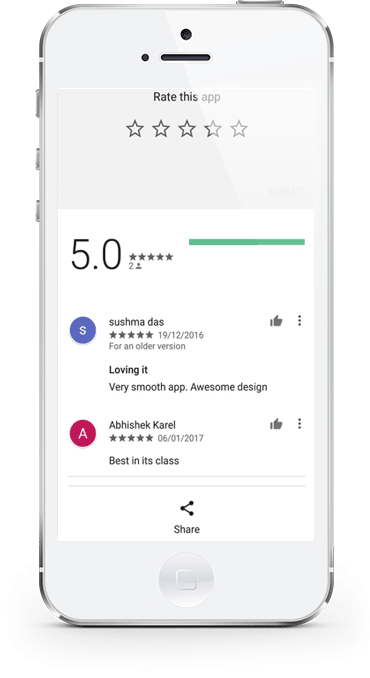 Rate this app
SUBMIT
5.0
2
S
sushma das
19/12/2016
For an older version
Loving it
Very smooth app. Awesome design
A
Abhishek Karel
06/01/2017
Best in its class
Share